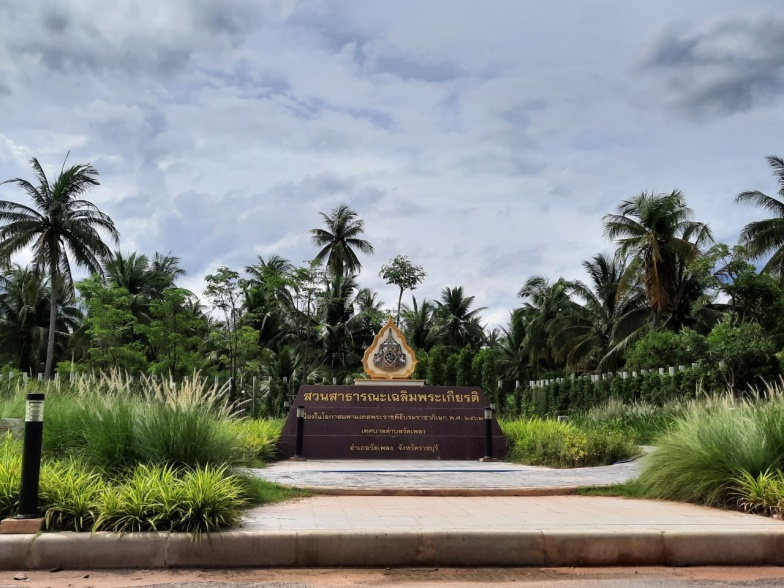 สวนสาธารณะเฉลิมพระเกียรติ
เนื่องในโอกาสมหามงคลพระราชพิธีบรมราชาภิเษก พ.ศ. ๒๕๖๒
เทศบาลตำบลวัดเพลง
อำเภอวัดเพลง จังหวัดราชบุรี